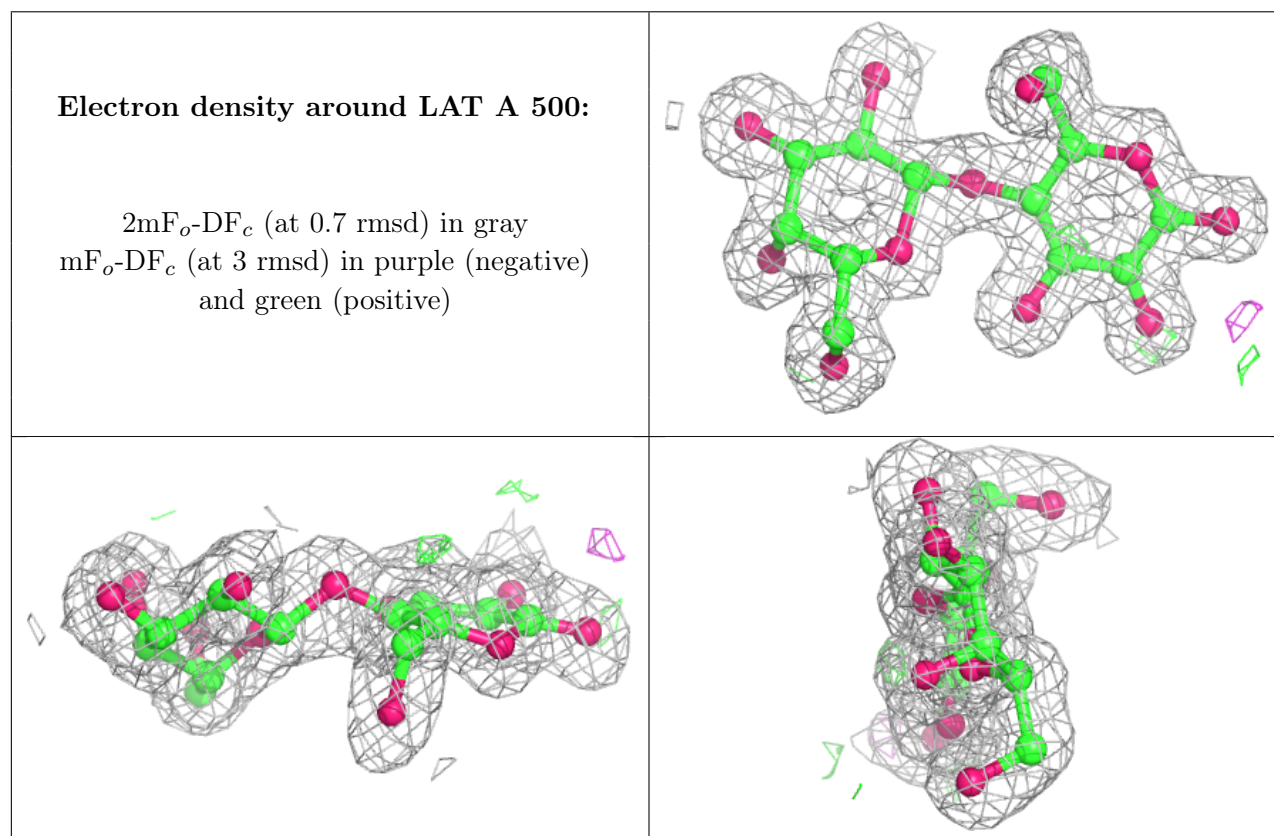 Electron density around LAT A 500:
2mFo-DFc (at 0.7 rmsd) in gray
mFo-DFc (at 3 rmsd) in purple (negative)
and green (positive)